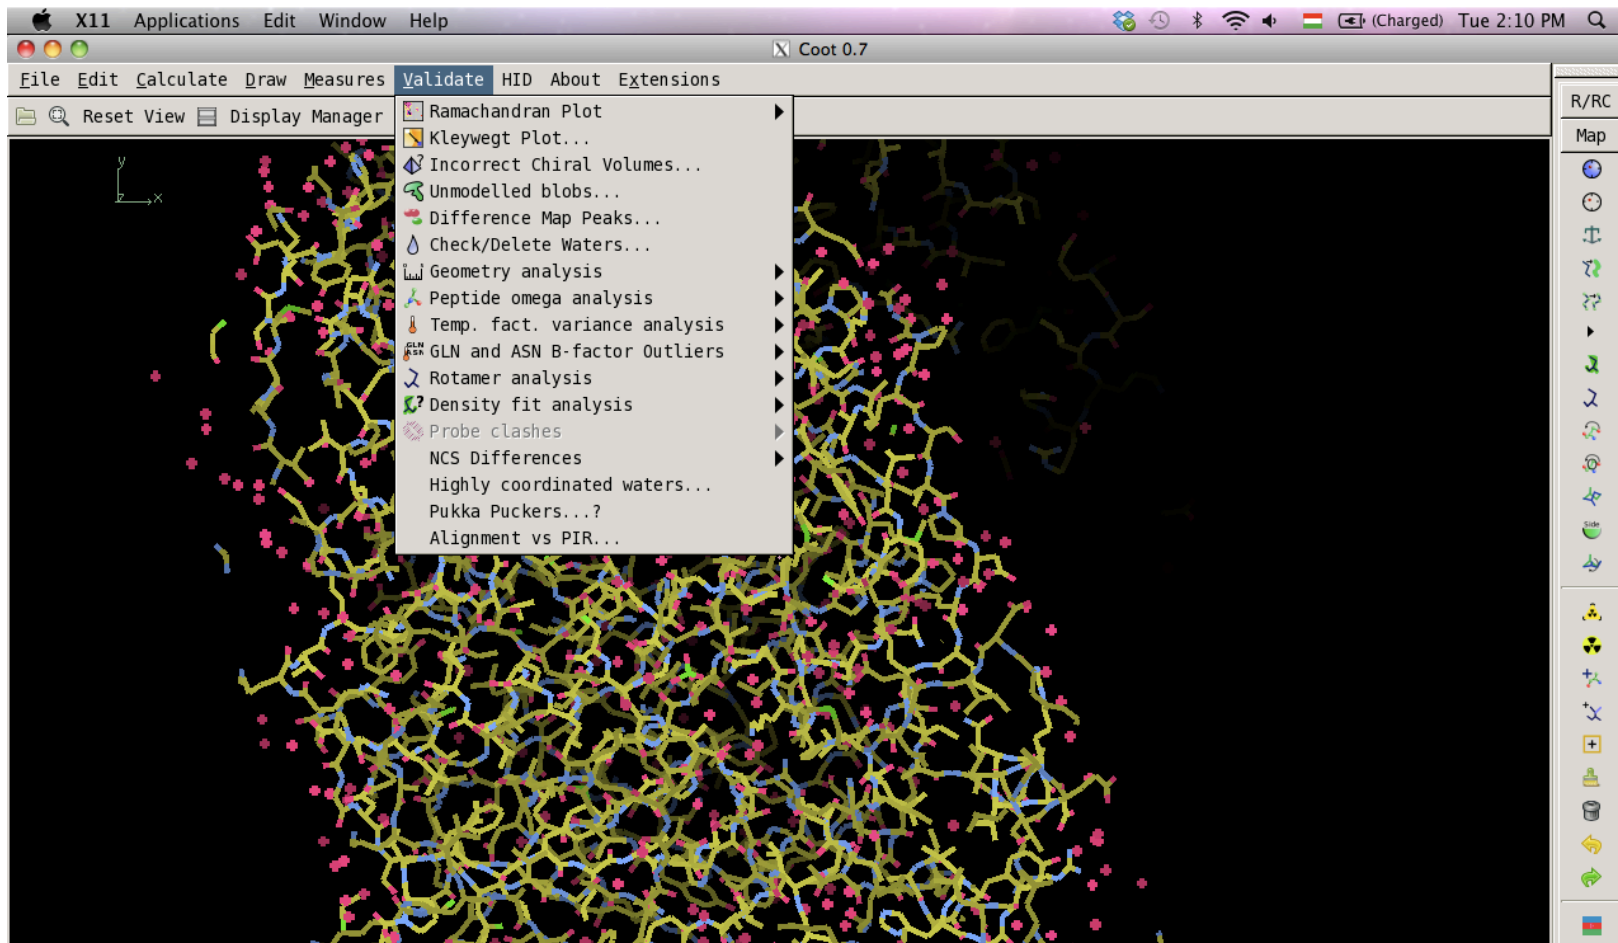 X11 Applications Edit Window Help (Charged) Tue 2:10 PM
X Coot 0.7
File Edit Calculate Draw Measures Validate HID About Extensions
Reset View Display Manager
R/RC
Map
Ramachandran Plot
Kleywegt Plot...
Incorrect Chiral Volumes...
Unmodelled blobs...
Difference Map Peaks...
Check/Delete Waters...
Geometry analysis
Peptide omega analysis
Temp. fact. variance analysis
GLN ASN GLN and ASN B-factor Outliers
Rotamer analysis
Density fit analysis
Probe clashes
NCS Differences
Highly coordinated waters...
Pukka Puckers...?
Alignment vs PIR...
y
z x
Side